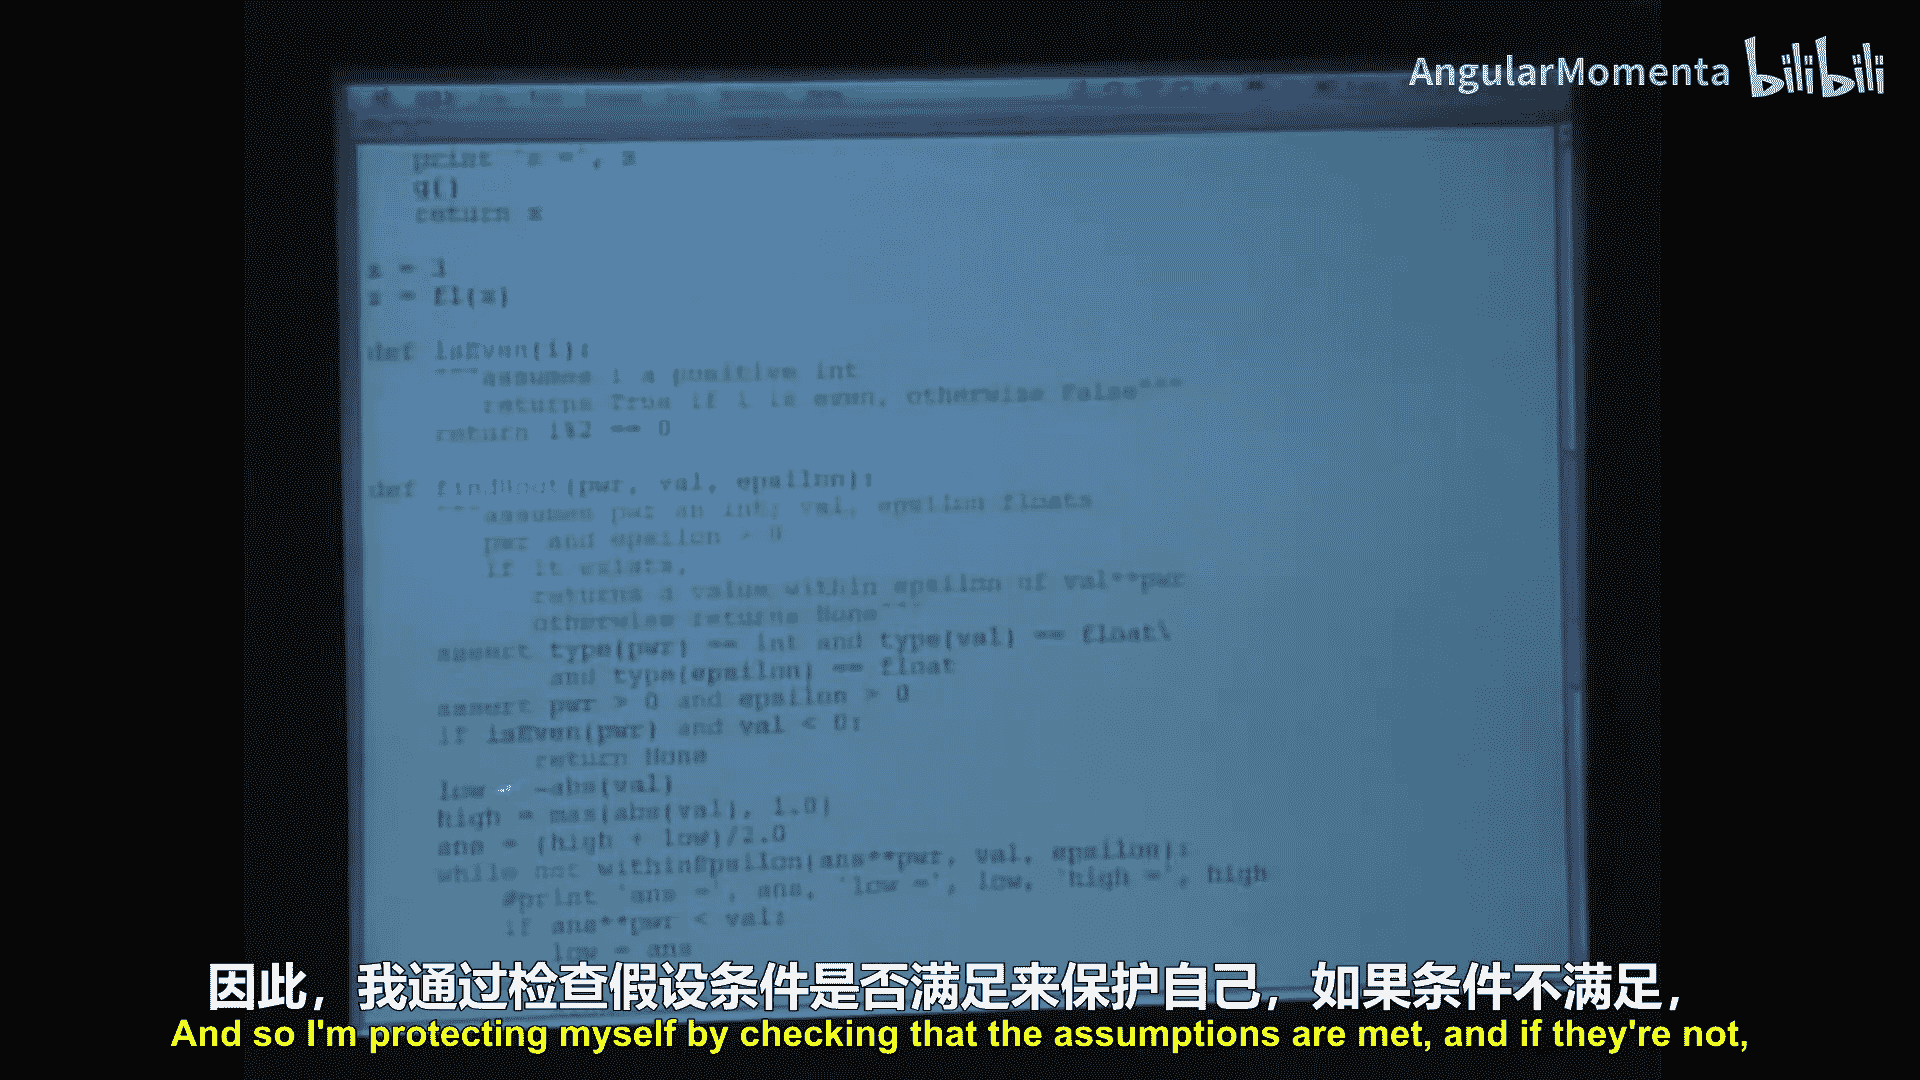 AngularMomenta bilibili
print 'x =', x
g()
return x
x = 3
z = f1(x)
def isEven(i):
"""assumes i a positive int
returns True if i is even, otherwise False"""
return i%2 == 0
def findRoot(pwr, val, epsilon):
"""assumes pwr an int; val, epsilon floats
pwr and epsilon > 0
if it exists,
returns a value within epsilon of val**pwr
otherwise returns None"""
assert type(pwr) == int and type(val) == float\
and type(epsilon) == float
assert pwr > 0 and epsilon > 0
if isEven(pwr) and val < 0:
return None
low = -abs(val)
high = max(abs(val), 1.0)
ans = (high + low)/2.0
while not withinEpsilon(ans**pwr, val, epsilon):
#print 'ans =', ans, 'low =', low, 'high =', high
if ans**pwr < val:
low = ans
因此，我通过检查假设条件是否满足来保护自己，如果条件不满足，
And so I'm protecting myself by checking that the assumptions are met, and if they're not,